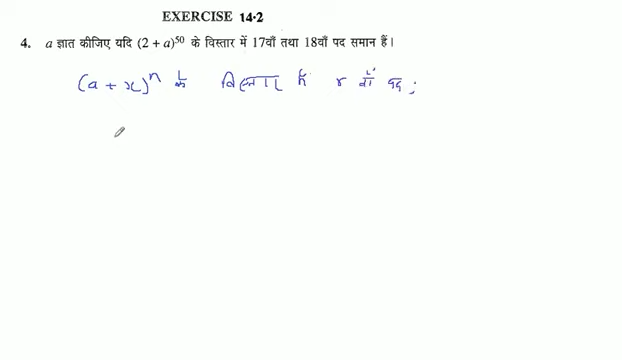 EXERCISE 14·2
4. a ज्ञात कीजिए यदि (2 + a)⁵⁰ के विस्तार में 17वाँ तथा 18वाँ पद समान हैं।
(a + x)ⁿ के विस्तार में r वाँ पद ;